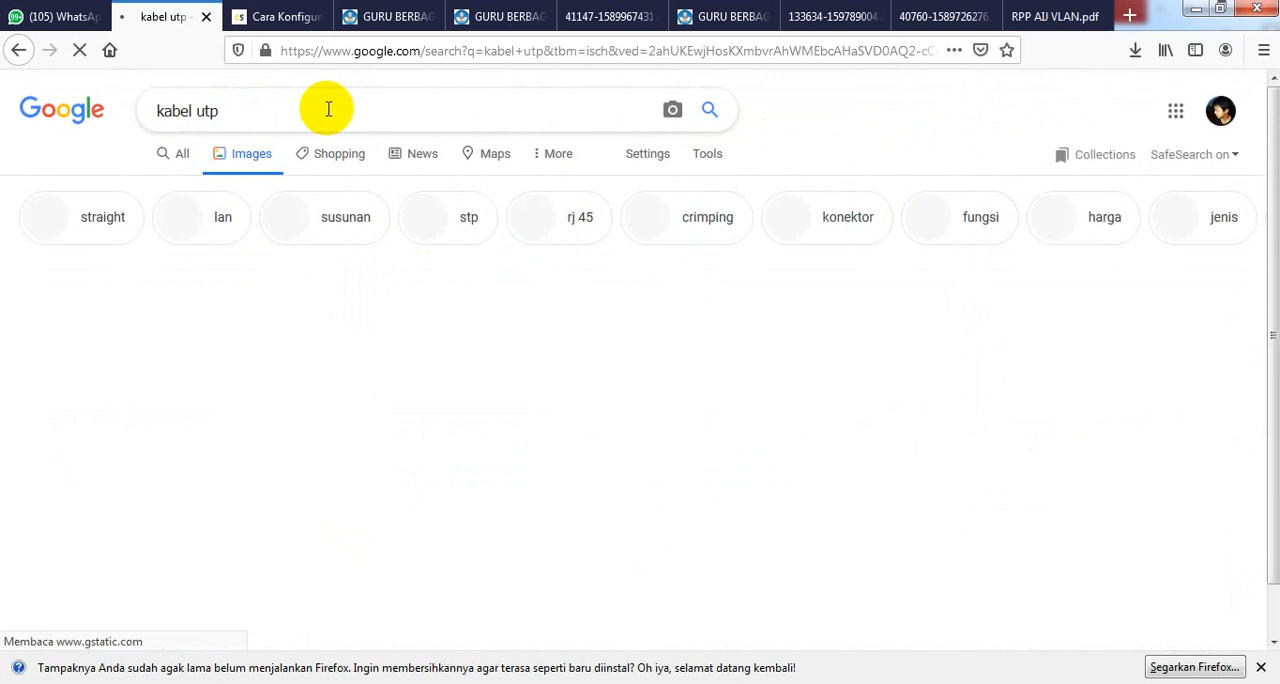 99+ (105) WhatsAp
kabel utp -
Cara Konfigur
GURU BERBAG
GURU BERBAG
41147-1589967431
GURU BERBAG
133634-159789004
40760-1589726276
RPP AIJ VLAN.pdf
https://www.google.com/search?q=kabel+utp&tbm=isch&ved=2ahUKEwjHosKXmbvrAhWMEbcAHaSVD0AQ2-cC
Google
kabel utp
All
Images
Shopping
News
Maps
More
Settings
Tools
Collections
SafeSearch on
straight
lan
susunan
stp
rj 45
crimping
konektor
fungsi
harga
jenis
Membaca www.gstatic.com
Tampaknya Anda sudah agak lama belum menjalankan Firefox. Ingin membersihkannya agar terasa seperti baru diinstal? Oh iya, selamat datang kembali!
Segarkan Firefox...